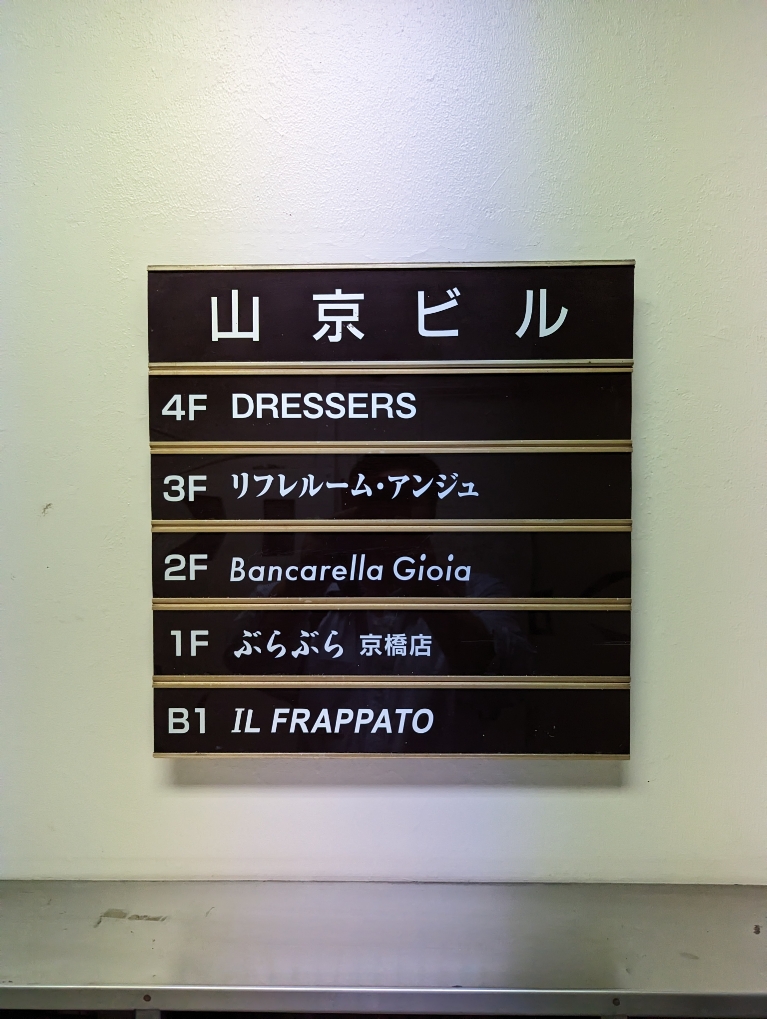 山京ビル
4F DRESSERS
3F リフレルーム・アンジュ
2F Bancarella Gioia
1F ぶらぶら 京橋店
B1 IL FRAPPATO